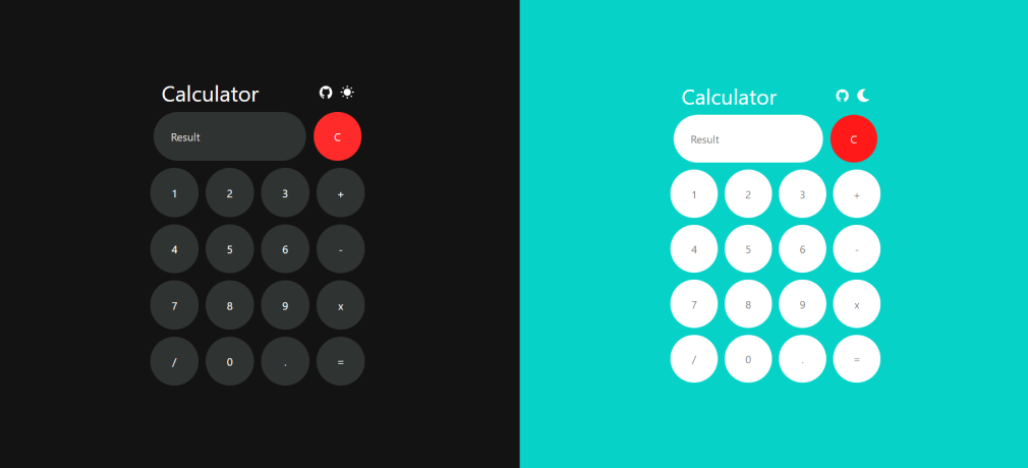 Calculator
Result C
1 2 3 +
4 5 6 -
7 8 9 x
/ 0 . =
Calculator
Result C
1 2 3 +
4 5 6 -
7 8 9 x
/ 0 . =